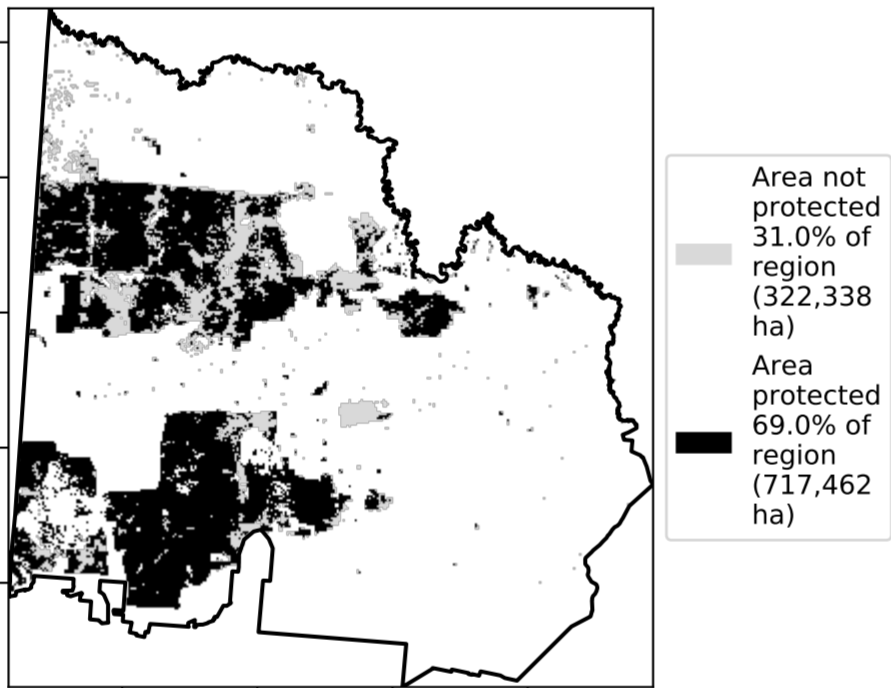 Area not
protected
31.0% of
region
(322,338
ha)
Area
protected
69.0% of
region
(717,462
ha)